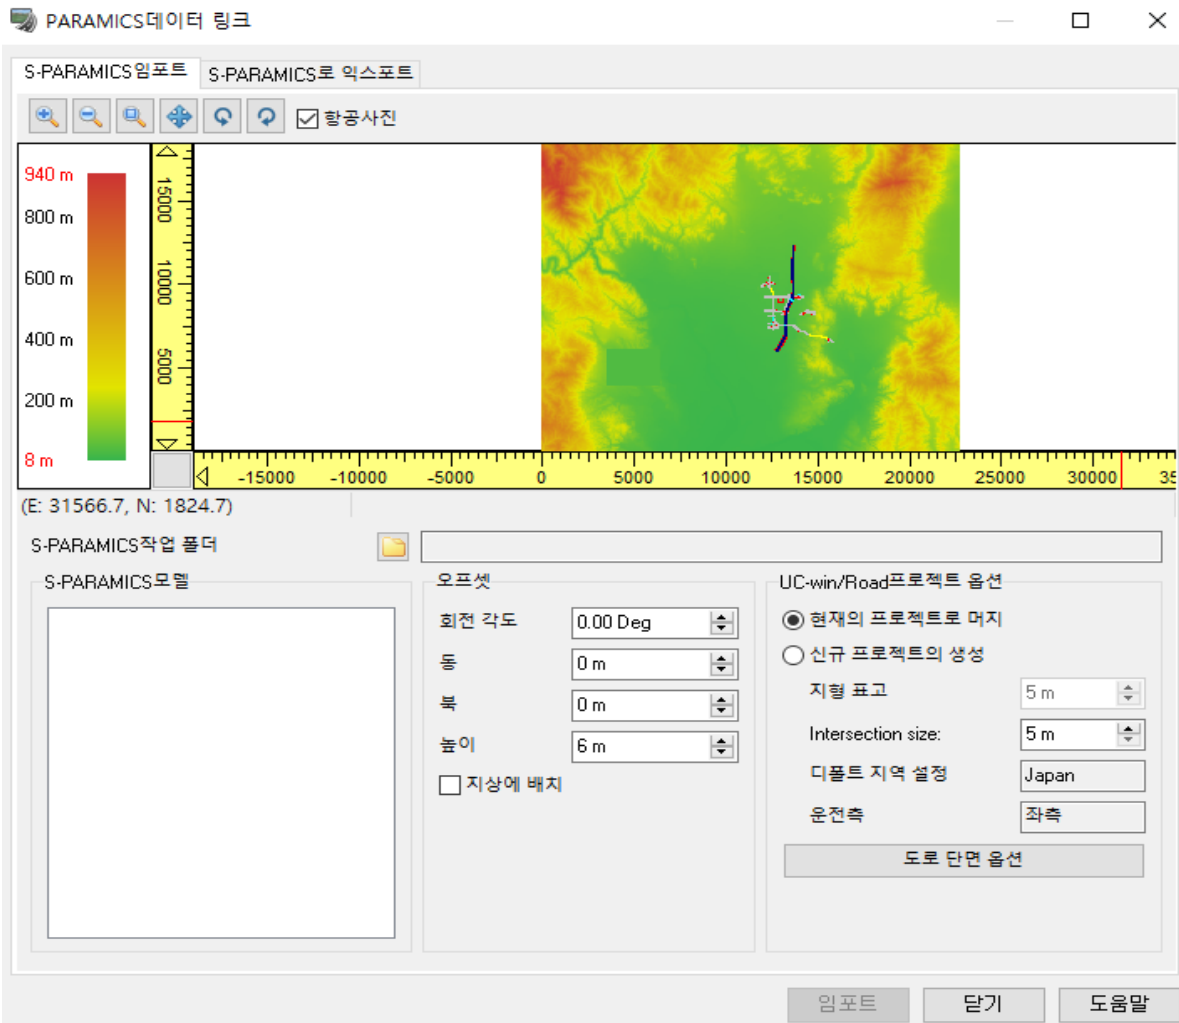 PARAMICS데이터 링크
S-PARAMICS임포트 S-PARAMICS로 익스포트
항공사진
940 m
800 m
600 m
400 m
200 m
8 m
15000
10000
5000
-15000 -10000 -5000 0 5000 10000 15000 20000 25000 30000 35
(E: 31566.7, N: 1824.7)
S-PARAMICS작업 폴더
S-PARAMICS모델
오프셋
회전 각도 0.00 Deg
동 0 m
북 0 m
높이 6 m
지상에 배치
UC-win/Road프로젝트 옵션
현재의 프로젝트로 머지
신규 프로젝트의 생성
지형 표고 5 m
Intersection size: 5 m
디폴트 지역 설정 Japan
운전측 좌측
도로 단면 옵션
임포트 닫기 도움말